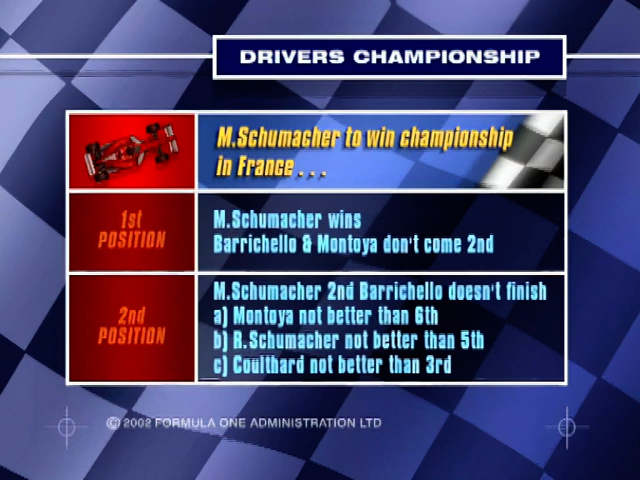 DRIVERS CHAMPIONSHIP
M.Schumacher to win championship
in France . . .
1st
POSITION
M.Schumacher wins
Barrichello & Montoya don't come 2nd
2nd
POSITION
M.Schumacher 2nd Barrichello doesn't finish
a) Montoya not better than 6th
b) R.Schumacher not better than 5th
c) Coulthard not better than 3rd
© 2002 FORMULA ONE ADMINISTRATION LTD